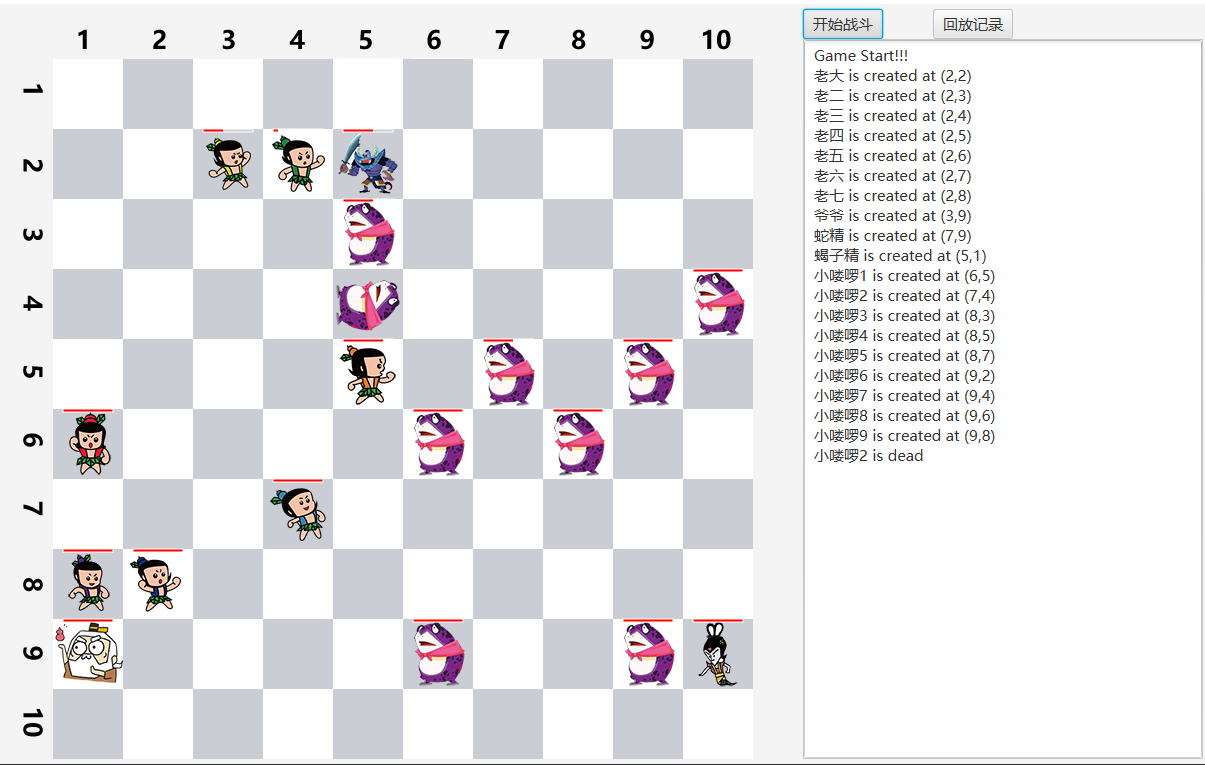 开始战斗 回放记录
1 2 3 4 5 6 7 8 9 10
1
2
3
4
5
6
7
8
9
10
Game Start!!!
老大 is created at (2,2)
老二 is created at (2,3)
老三 is created at (2,4)
老四 is created at (2,5)
老五 is created at (2,6)
老六 is created at (2,7)
老七 is created at (2,8)
爷爷 is created at (3,9)
蛇精 is created at (7,9)
蝎子精 is created at (5,1)
小喽啰1 is created at (6,5)
小喽啰2 is created at (7,4)
小喽啰3 is created at (8,3)
小喽啰4 is created at (8,5)
小喽啰5 is created at (8,7)
小喽啰6 is created at (9,2)
小喽啰7 is created at (9,4)
小喽啰8 is created at (9,6)
小喽啰9 is created at (9,8)
小喽啰2 is dead